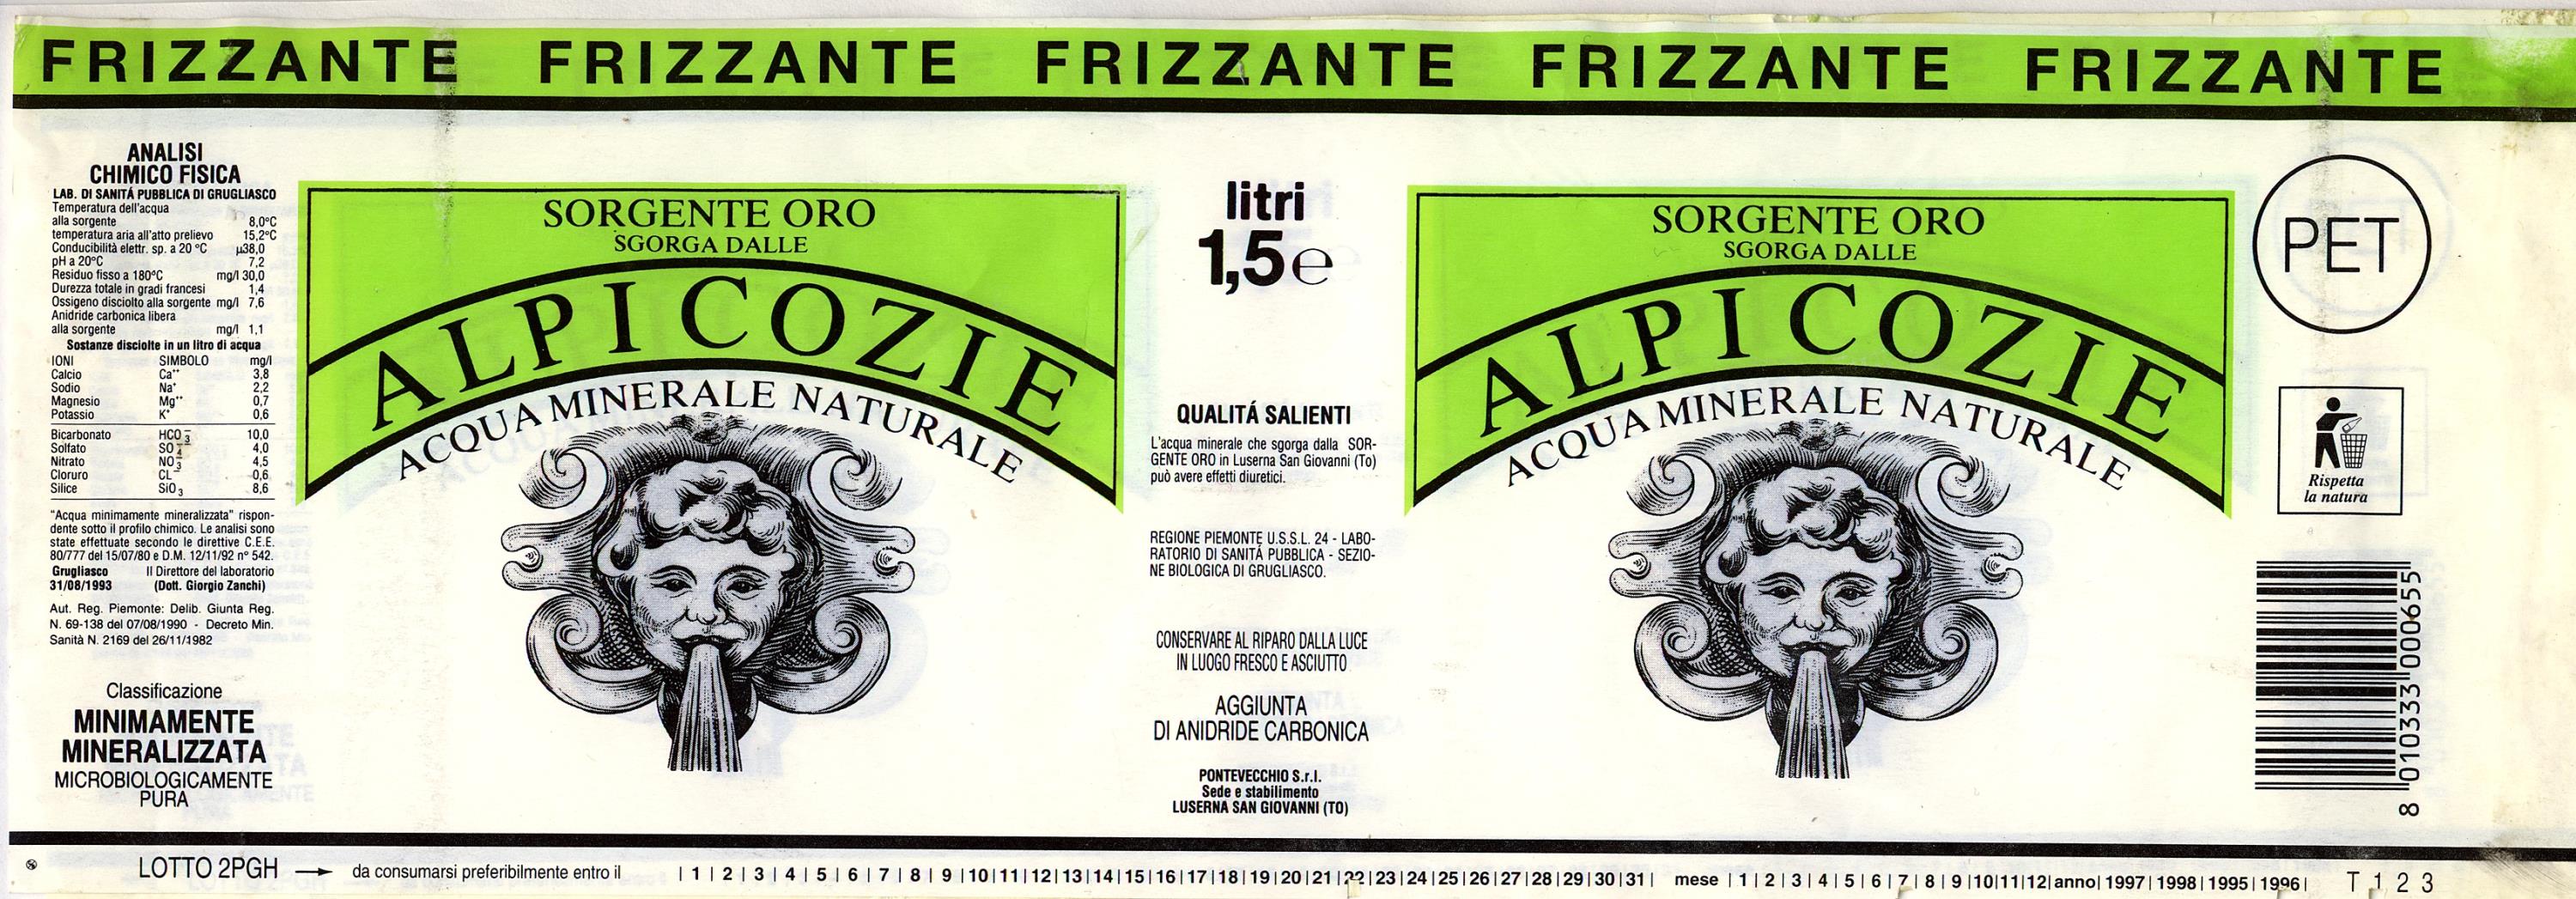 FRIZZANTE FRIZZANTE FRIZZANTE FRIZZANTE FRIZZANTE
ANALISI
CHIMICO FISICA
LAB. DI SANITÁ PUBBLICA DI GRUGLIASCO
Temperatura dell'acqua
alla sorgente 8,0°C
temperatura aria all'atto prelievo 15,2°C
Conducibilità elettr. sp. a 20 °C µ38,0
pH a 20°C 7,2
Residuo fisso a 180°C mg/l 30,0
Durezza totale in gradi francesi 1,4
Ossigeno disciolto alla sorgente mg/l 7,6
Anidride carbonica libera
alla sorgente mg/l 1,1
Sostanze disciolte in un litro di acqua
IONI SIMBOLO mg/l
Calcio Ca++ 3,8
Sodio Na+ 2,2
Magnesio Mg++ 0,7
Potassio K+ 0,6
Bicarbonato HCO3− 10,0
Solfato SO4− 4,0
Nitrato NO3− 4,5
Cloruro CL− 0,6
Silice SiO3 8,6
"Acqua minimamente mineralizzata" rispon-
dente sotto il profilo chimico. Le analisi sono
state effettuate secondo le direttive C.E.E.
80/777 del 15/07/80 e D.M. 12/11/92 n° 542.
Grugliasco Il Direttore del laboratorio
31/08/1993 (Dott. Giorgio Zanchi)
Aut. Reg. Piemonte: Delib. Giunta Reg.
N. 69-138 del 07/08/1990 - Decreto Min.
Sanità N. 2169 del 26/11/1982
Classificazione
MINIMAMENTE
MINERALIZZATA
MICROBIOLOGICAMENTE
PURA
SORGENTE ORO
SGORGA DALLE
ALPI COZIE
ACQUA MINERALE NATURALE
litri
1,5 e
QUALITÁ SALIENTI
L'acqua minerale che sgorga dalla SOR-
GENTE ORO in Luserna San Giovanni (To)
può avere effetti diuretici.
REGIONE PIEMONTE U.S.S.L. 24 - LABO-
RATORIO DI SANITÁ PUBBLICA - SEZIO-
NE BIOLOGICA DI GRUGLIASCO.
CONSERVARE AL RIPARO DALLA LUCE
IN LUOGO FRESCO E ASCIUTTO
AGGIUNTA
DI ANIDRIDE CARBONICA
PONTEVECCHIO S.r.l.
Sede e stabilimento
LUSERNA SAN GIOVANNI (TO)
SORGENTE ORO
SGORGA DALLE
ALPI COZIE
ACQUA MINERALE NATURALE
PET
Rispetta
la natura
8 010333 000655
LOTTO 2PGH → da consumarsi preferibilmente entro il | 1 | 2 | 3 | 4 | 5 | 6 | 7 | 8 | 9 |10|11|12|13|14|15|16|17|18|19|20|21|22|23|24|25|26|27|28|29|30|31| mese | 1 | 2 | 3 | 4 | 5 | 6 | 7 | 8 | 9 |10|11|12|anno| 1997 | 1998 | 1995 | 1996 | T 1 2 3